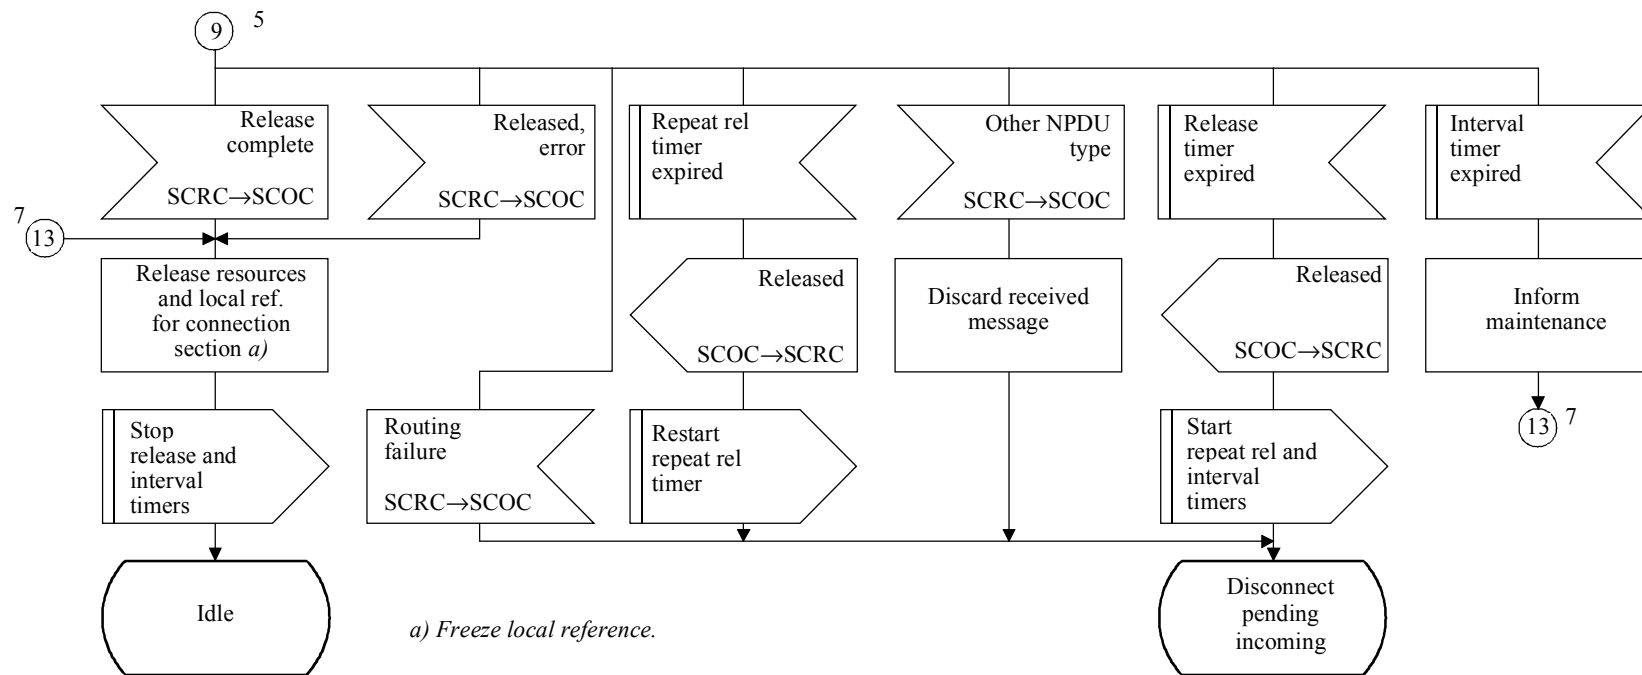 9 5
Release
complete
SCRC→SCOC
Released,
error
SCRC→SCOC
Repeat rel
timer
expired
Other NPDU
type
SCRC→SCOC
Release
timer
expired
Interval
timer
expired
7
13
Release resources
and local ref.
for connection
section a)
Released
SCOC→SCRC
Discard received
message
Released
SCOC→SCRC
Inform
maintenance
Stop
release and
interval
timers
Routing
failure
SCRC→SCOC
Restart
repeat rel
timer
Start
repeat rel and
interval
timers
13 7
Idle
a) Freeze local reference.
Disconnect
pending
incoming